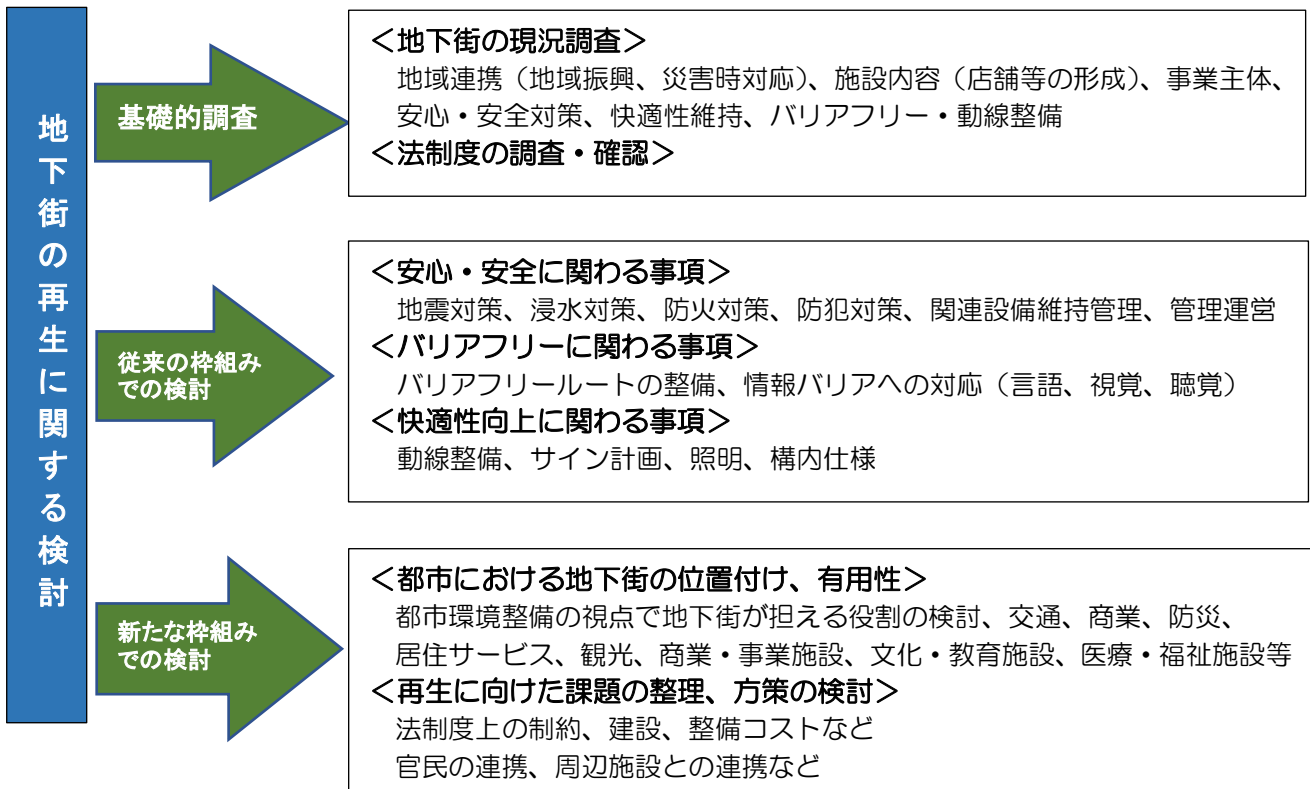 地下街の再生に関する検討
基礎的調査
＜地下街の現況調査＞
地域連携（地域振興、災害時対応）、施設内容（店舗等の形成）、事業主体、
安心・安全対策、快適性維持、バリアフリー・動線整備
＜法制度の調査・確認＞
従来の枠組み
での検討
＜安心・安全に関わる事項＞
地震対策、浸水対策、防火対策、防犯対策、関連設備維持管理、管理運営
＜バリアフリーに関わる事項＞
バリアフリールートの整備、情報バリアへの対応（言語、視覚、聴覚）
＜快適性向上に関わる事項＞
動線整備、サイン計画、照明、構内仕様
新たな枠組み
での検討
＜都市における地下街の位置付け、有用性＞
都市環境整備の視点で地下街が担える役割の検討、交通、商業、防災、
居住サービス、観光、商業・事業施設、文化・教育施設、医療・福祉施設等
＜再生に向けた課題の整理、方策の検討＞
法制度上の制約、建設、整備コストなど
官民の連携、周辺施設との連携など